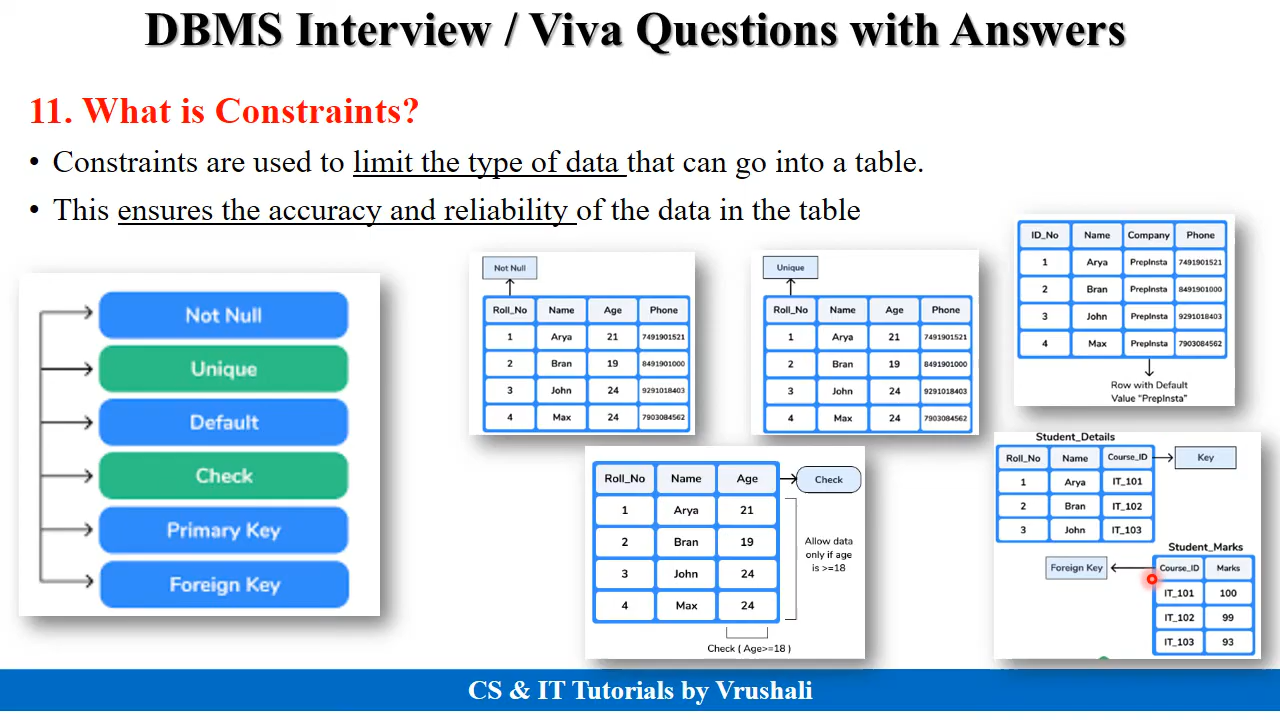 DBMS Interview / Viva Questions with Answers
11. What is Constraints?
• Constraints are used to limit the type of data that can go into a table.
• This ensures the accuracy and reliability of the data in the table
Not Null
Unique
Default
Check
Primary Key
Foreign Key
Not Null
Roll_No Name Age Phone
1 Arya 21 7491901521
2 Bran 19 8491901000
3 John 24 9291018403
4 Max 24 7903084562
Unique
Roll_No Name Age Phone
1 Arya 21 7491901521
2 Bran 19 8491901000
3 John 24 9291018403
4 Max 24 7903084562
ID_No Name Company Phone
1 Arya PrepInsta 7491901521
2 Bran PrepInsta 8491901000
3 John PrepInsta 9291018403
4 Max PrepInsta 7903084562
Row with Default
Value "PrepInsta"
Roll_No Name Age
1 Arya 21
2 Bran 19
3 John 24
4 Max 24
Check
Allow data
only if age
is >=18
Check ( Age>=18 )
Student_Details
Roll_No Name Course_ID
1 Arya IT_101
2 Bran IT_102
3 John IT_103
Key
Student_Marks
Foreign Key
Course_ID Marks
IT_101 100
IT_102 99
IT_103 93
CS & IT Tutorials by Vrushali